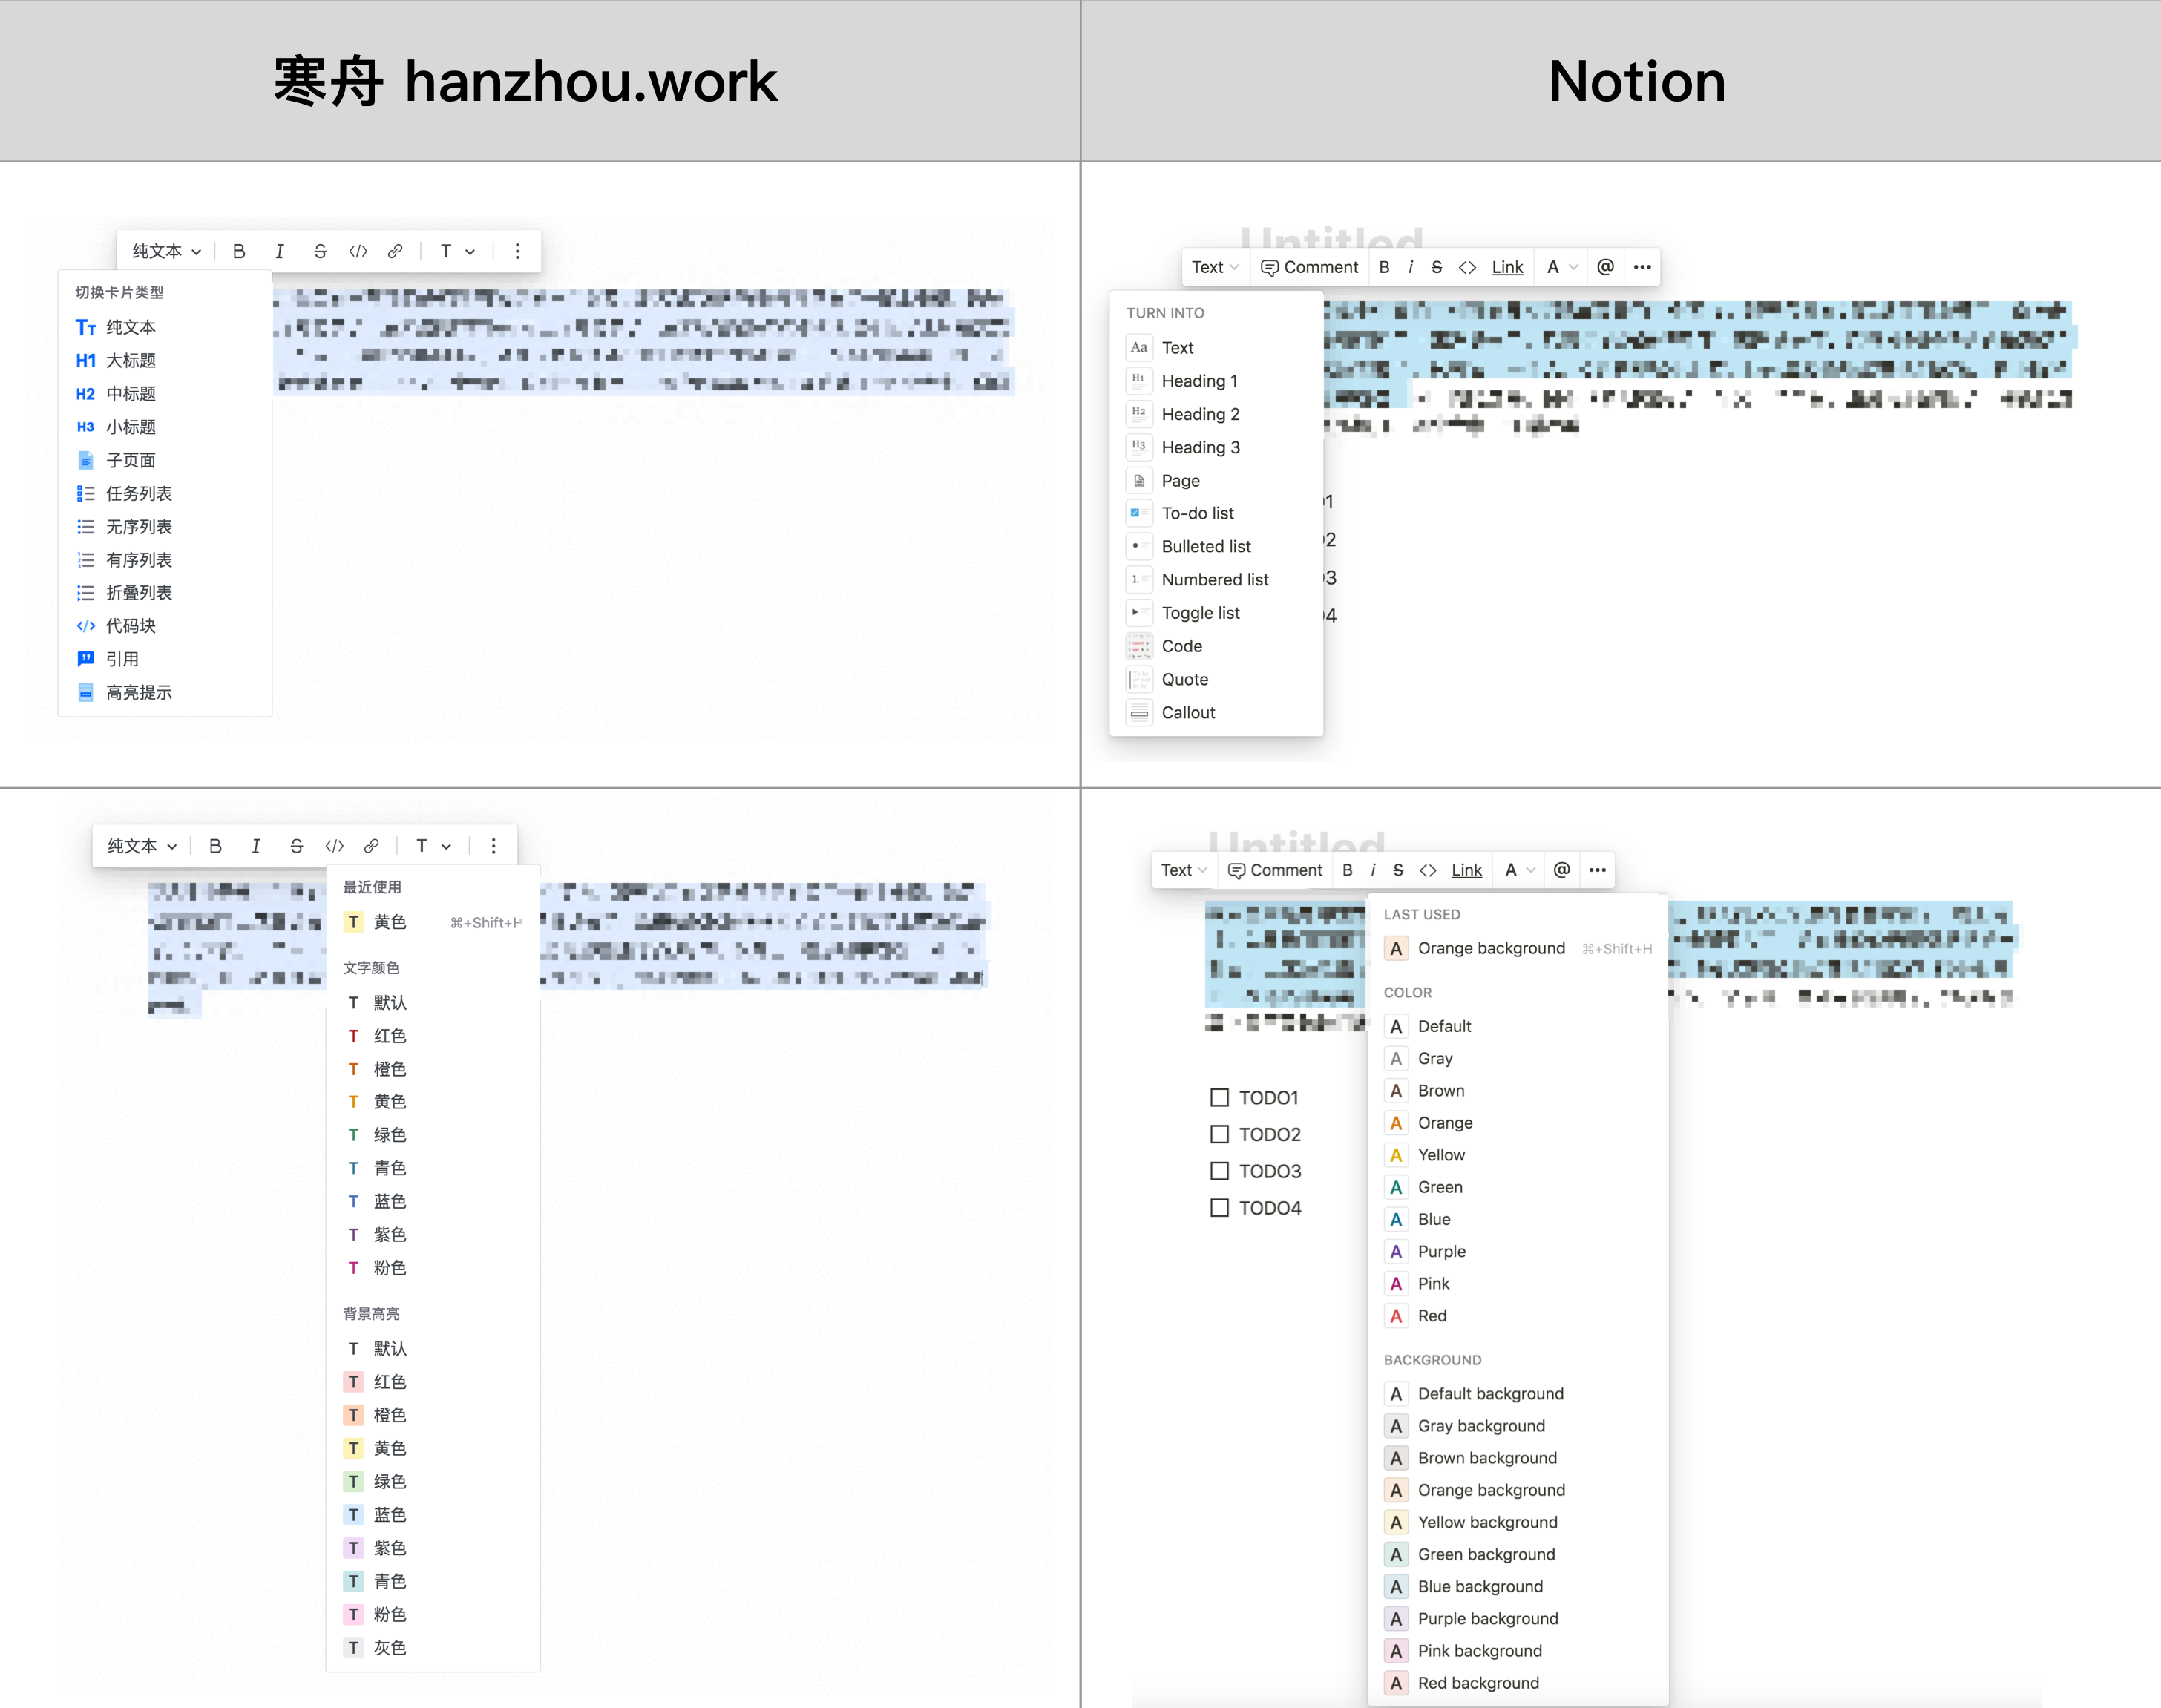 寒舟 hanzhou.work
Notion
纯文本 B I S </> T
切换卡片类型
TT 纯文本
H1 大标题
H2 中标题
H3 小标题
子页面
任务列表
无序列表
有序列表
折叠列表
</> 代码块
引用
高亮提示
Untitled
Text Comment B i S <> Link A @ •••
TURN INTO
Aa Text
H1 Heading 1
H2 Heading 2
H3 Heading 3
Page
To-do list
Bulleted list
1. Numbered list
Toggle list
Code
Quote
Callout
1
2
3
4
纯文本 B I S </> T
最近使用
T 黄色 ⌘+Shift+H
文字颜色
T 默认
T 红色
T 橙色
T 黄色
T 绿色
T 青色
T 蓝色
T 紫色
T 粉色
背景高亮
T 默认
T 红色
T 橙色
T 黄色
T 绿色
T 蓝色
T 紫色
T 青色
T 粉色
T 灰色
Untitled
Text Comment B i S <> Link A @ •••
LAST USED
A Orange background ⌘+Shift+H
COLOR
A Default
A Gray
A Brown
A Orange
A Yellow
A Green
A Blue
A Purple
A Pink
A Red
BACKGROUND
A Default background
A Gray background
A Brown background
A Orange background
A Yellow background
A Green background
A Blue background
A Purple background
A Pink background
A Red background
TODO1
TODO2
TODO3
TODO4